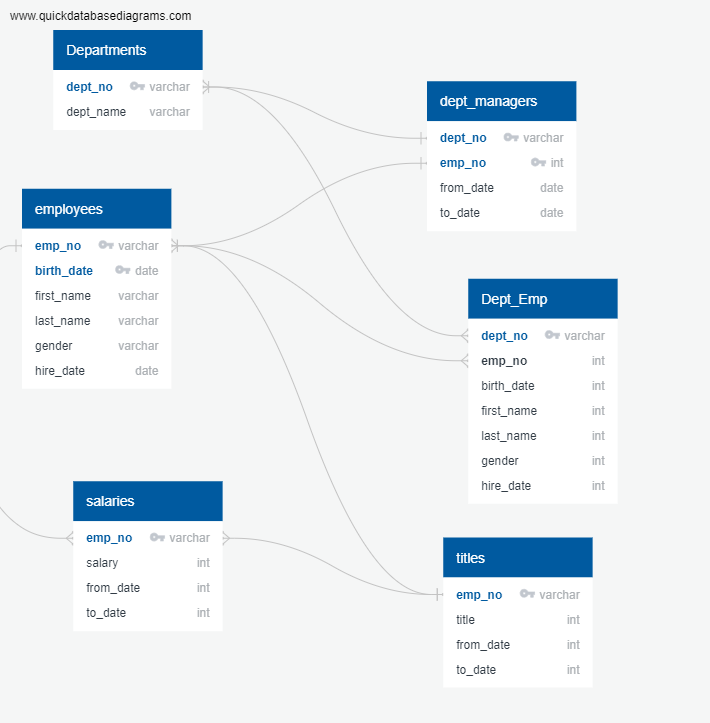 www.quickdatabasediagrams.com
Departments
dept_no varchar
dept_name varchar
dept_managers
dept_no varchar
emp_no int
from_date date
to_date date
employees
emp_no varchar
birth_date date
first_name varchar
last_name varchar
gender varchar
hire_date date
Dept_Emp
dept_no varchar
emp_no int
birth_date int
first_name int
last_name int
gender int
hire_date int
salaries
emp_no varchar
salary int
from_date int
to_date int
titles
emp_no varchar
title int
from_date int
to_date int